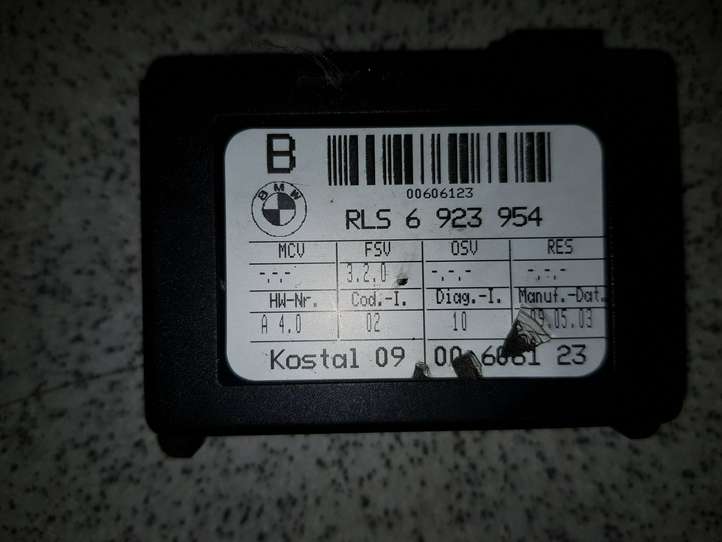 B
BMW
00606123
RLS 6 923 954
MCV FSV OSV RES
-.-.- 3.2.0 -.-.- -.-.-
HW-Nr. Cod.-I. Diag.-I. Manuf.-Dat.
A 4.0 02 10 09.05.03
Kostal 09 00 6061 23